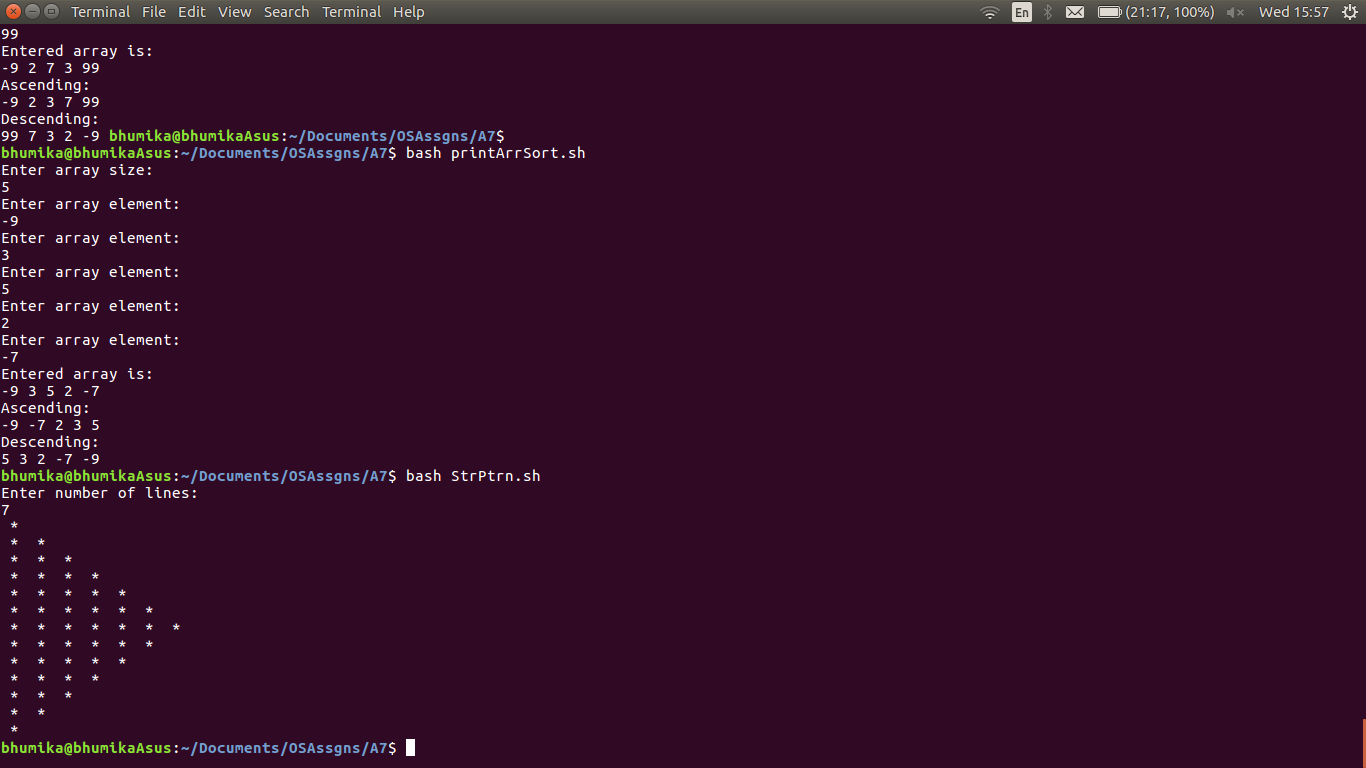 Terminal File Edit View Search Terminal Help En (21:17, 100%) Wed 15:57
99
Entered array is:
-9 2 7 3 99
Ascending:
-9 2 3 7 99
Descending:
99 7 3 2 -9 bhumika@bhumikaAsus:~/Documents/OSAssgns/A7$
bhumika@bhumikaAsus:~/Documents/OSAssgns/A7$ bash printArrSort.sh
Enter array size:
5
Enter array element:
-9
Enter array element:
3
Enter array element:
5
Enter array element:
2
Enter array element:
-7
Entered array is:
-9 3 5 2 -7
Ascending:
-9 -7 2 3 5
Descending:
5 3 2 -7 -9
bhumika@bhumikaAsus:~/Documents/OSAssgns/A7$ bash StrPtrn.sh
Enter number of lines:
7
 *
 *  *
 *  *  *
 *  *  *  *
 *  *  *  *  *
 *  *  *  *  *  *
 *  *  *  *  *  *  *
 *  *  *  *  *  *
 *  *  *  *  *
 *  *  *  *
 *  *  *
 *  *
 *
bhumika@bhumikaAsus:~/Documents/OSAssgns/A7$